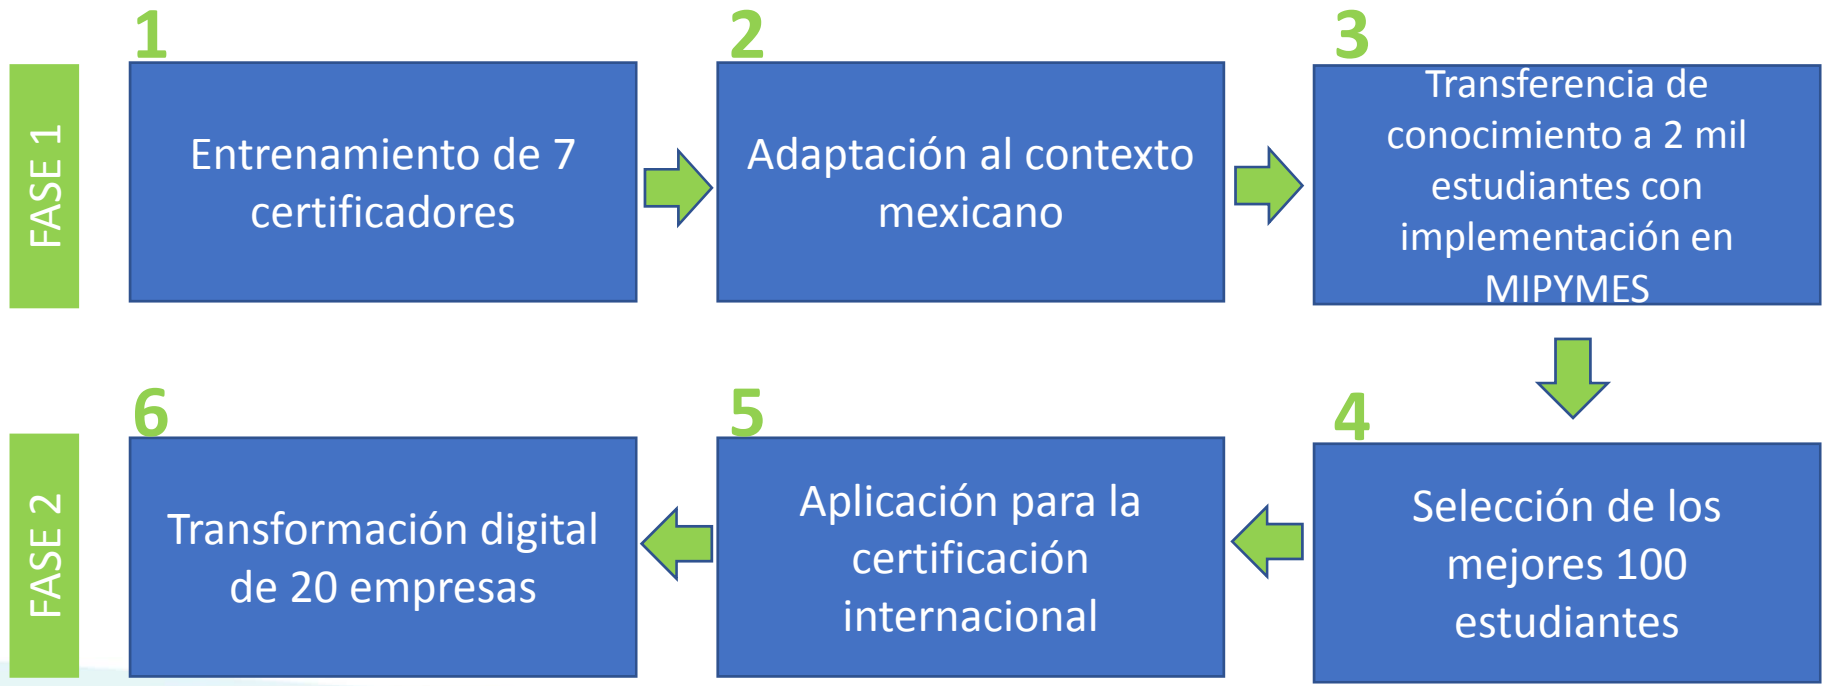 FASE 1
1
Entrenamiento de 7
certificadores
2
Adaptación al contexto
mexicano
3
Transferencia de
conocimiento a 2 mil
estudiantes con
implementación en
MIPYMES
FASE 2
4
Selección de los
mejores 100
estudiantes
5
Aplicación para la
certificación
internacional
6
Transformación digital
de 20 empresas